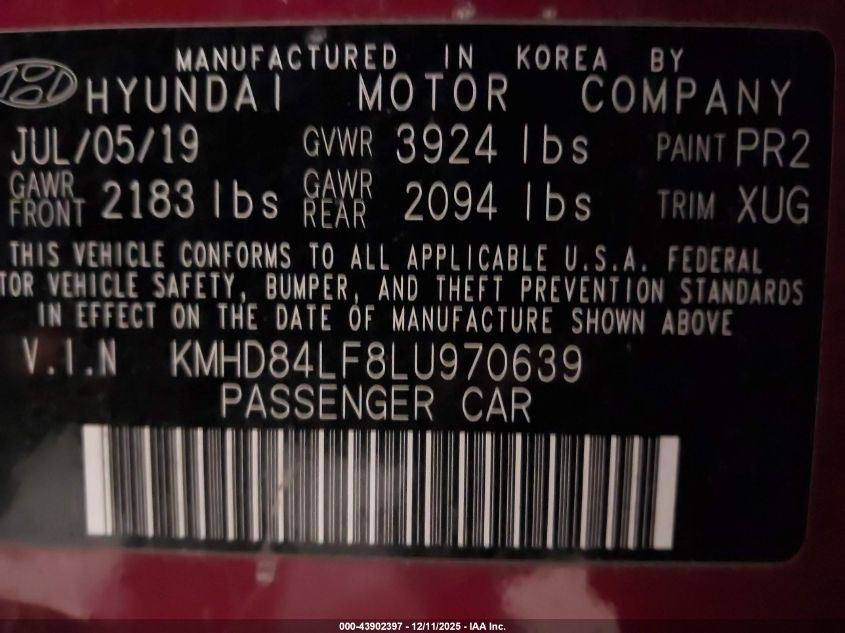 MANUFACTURED IN KOREA BY
HYUNDAI MOTOR COMPANY
JUL/05/19 GVWR 3924 lbs PAINT PR2
GAWR FRONT 2183 lbs GAWR REAR 2094 lbs TRIM XUG
THIS VEHICLE CONFORMS TO ALL APPLICABLE U.S.A. FEDERAL
TOR VEHICLE SAFETY, BUMPER, AND THEFT PREVENTION STANDARDS
IN EFFECT ON THE DATE OF MANUFACTURE SHOWN ABOVE
V.I.N KMHD84LF8LU970639
PASSENGER CAR
000-43902397 - 12/11/2025 - IAA Inc.